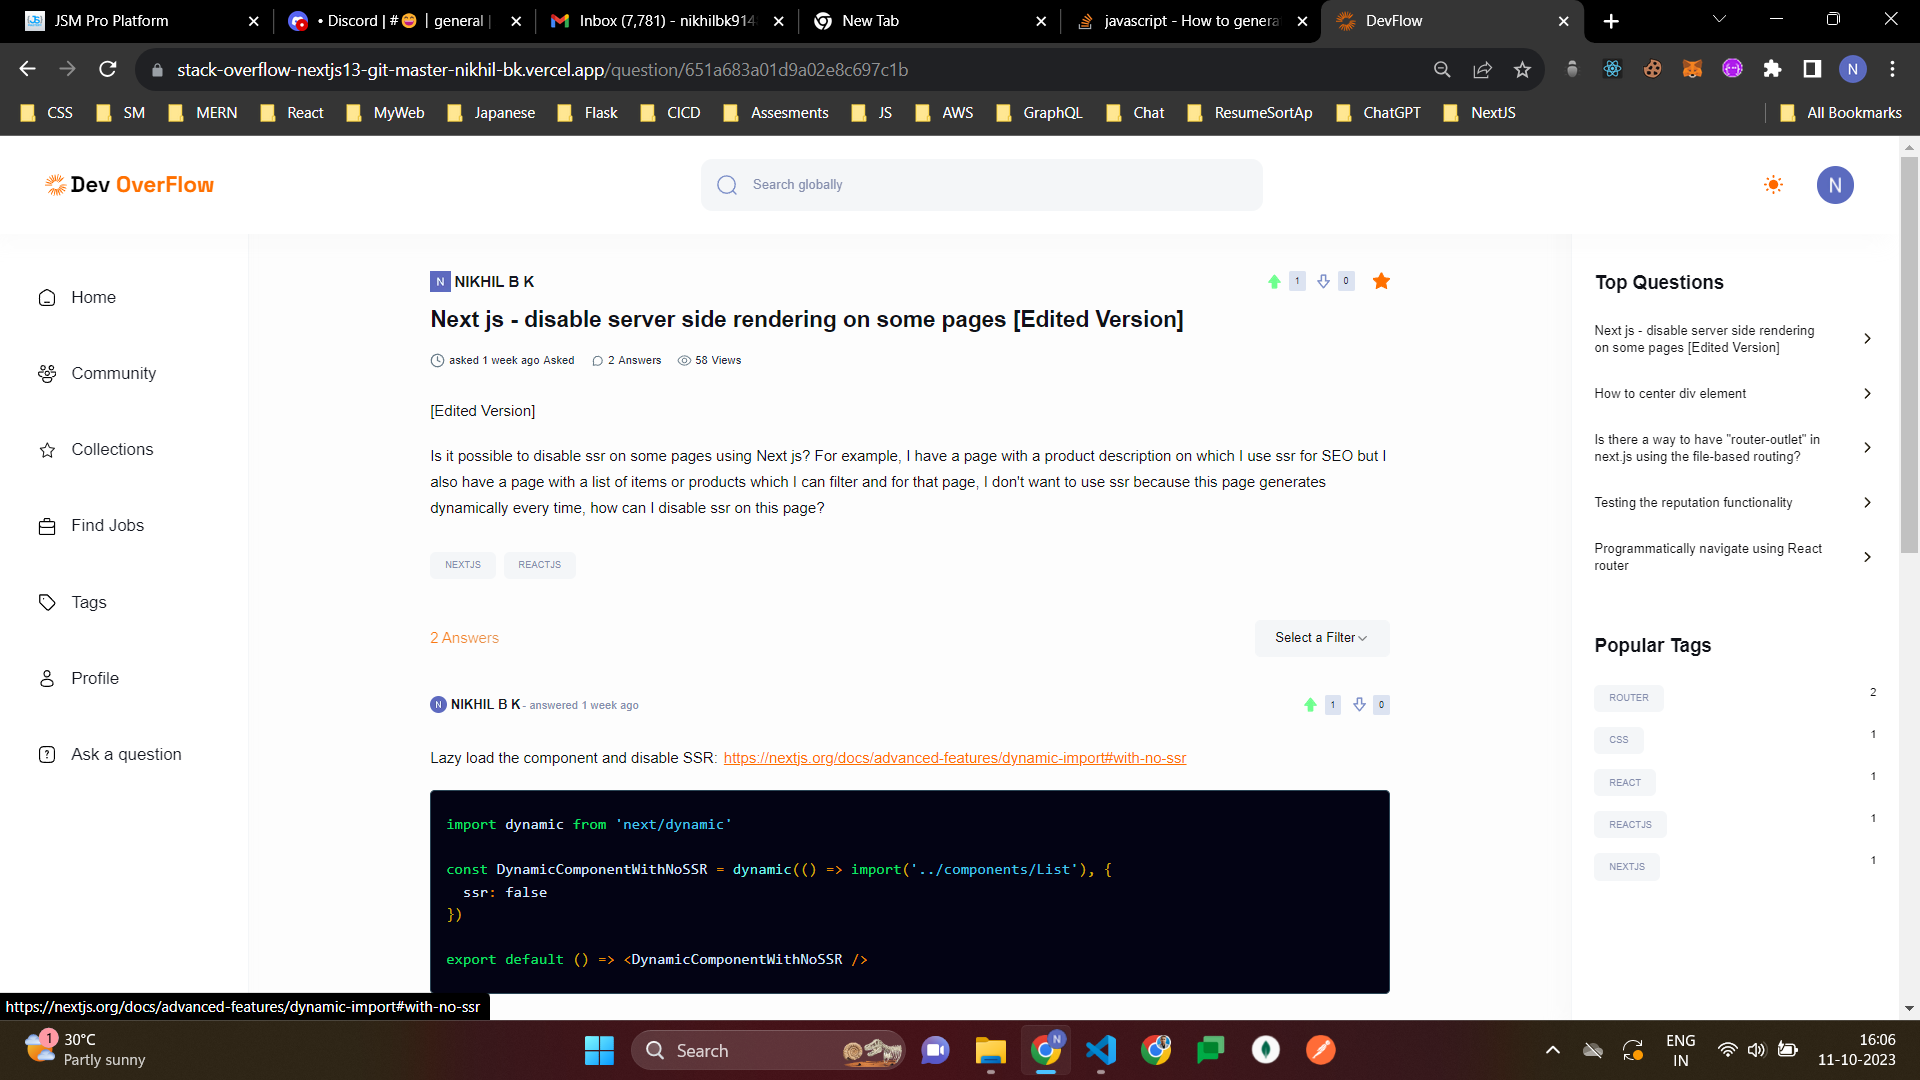 JSM Pro Platform
• Discord | # | general |
Inbox (7,781) - nikhilbk914
New Tab
javascript - How to genera
DevFlow
stack-overflow-nextjs13-git-master-nikhil-bk.vercel.app/question/651a683a01d9a02e8c697c1b
N
CSS
SM
MERN
React
MyWeb
Japanese
Flask
CICD
Assesments
JS
AWS
GraphQL
Chat
ResumeSortAp
ChatGPT
NextJS
All Bookmarks
Dev OverFlow
Search globally
N
Home
Community
Collections
Find Jobs
Tags
Profile
Ask a question
N NIKHIL B K
1 0
Next js - disable server side rendering on some pages [Edited Version]
asked 1 week ago Asked 2 Answers 58 Views
[Edited Version]
Is it possible to disable ssr on some pages using Next js? For example, I have a page with a product description on which I use ssr for SEO but I
also have a page with a list of items or products which I can filter and for that page, I don't want to use ssr because this page generates
dynamically every time, how can I disable ssr on this page?
NEXTJS REACTJS
2 Answers
Select a Filter
N NIKHIL B K - answered 1 week ago
1 0
Lazy load the component and disable SSR: https://nextjs.org/docs/advanced-features/dynamic-import#with-no-ssr
import dynamic from 'next/dynamic'
const DynamicComponentWithNoSSR = dynamic(() => import('../components/List'), {
ssr: false
})
export default () => <DynamicComponentWithNoSSR />
Top Questions
Next js - disable server side rendering
on some pages [Edited Version]
How to center div element
Is there a way to have "router-outlet" in
next.js using the file-based routing?
Testing the reputation functionality
Programmatically navigate using React
router
Popular Tags
ROUTER 2
CSS 1
REACT 1
REACTJS 1
NEXTJS 1
https://nextjs.org/docs/advanced-features/dynamic-import#with-no-ssr
1
30°C
Partly sunny
Search
N
ENG
IN
16:06
11-10-2023